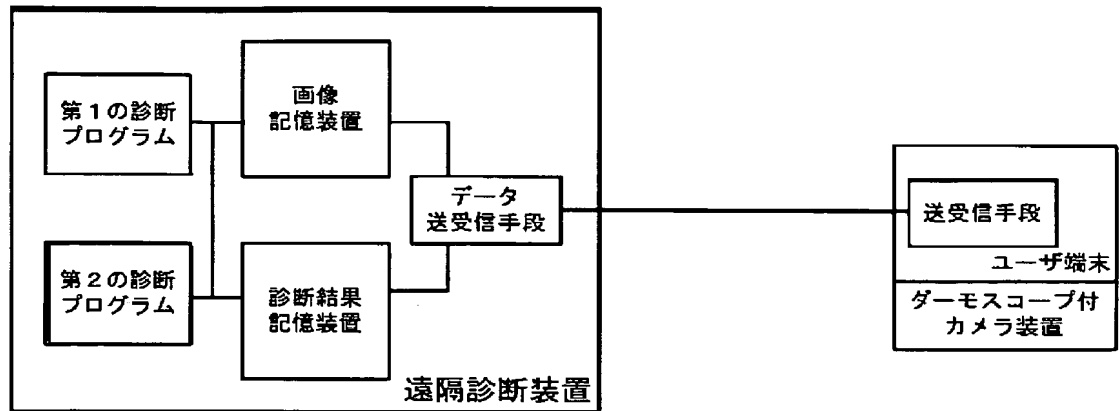 第１の診断
プログラム
画像
記憶装置
データ
送受信手段
第２の診断
プログラム
診断結果
記憶装置
遠隔診断装置
送受信手段
ユーザ端末
ダーモスコープ付
カメラ装置